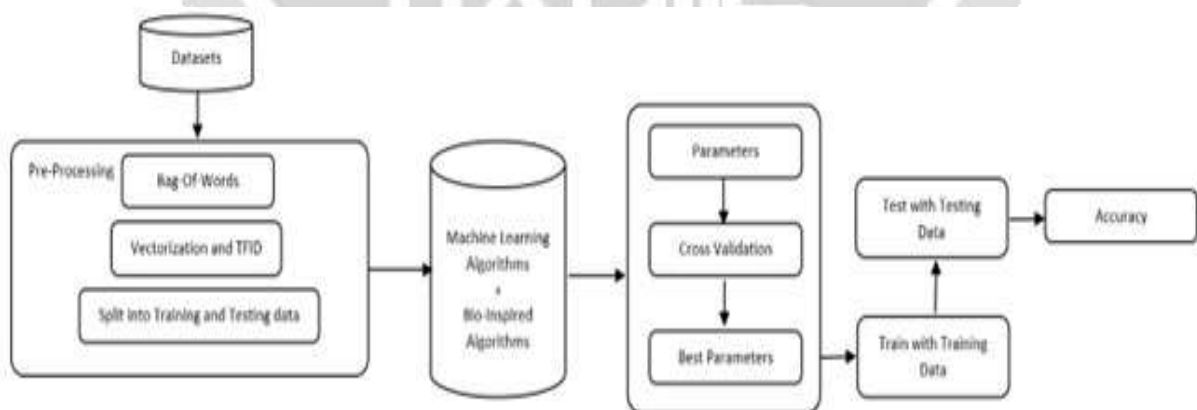 Datasets
Pre-Processing
Bag-Of-Words
Vectorization and TFID
Split into Training and Testing data
Machine Learning
Algorithms
+
Bio-Inspired
Algorithms
Parameters
Cross Validation
Best Parameters
Test with Testing
Data
Accuracy
Train with Training
Data